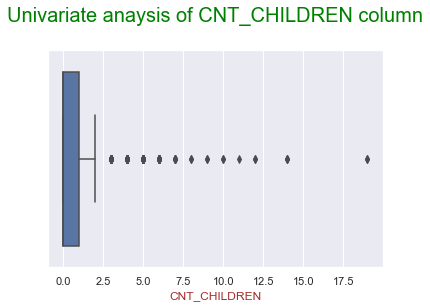 Univariate anaysis of CNT_CHILDREN column
0.0 2.5 5.0 7.5 10.0 12.5 15.0 17.5
CNT_CHILDREN